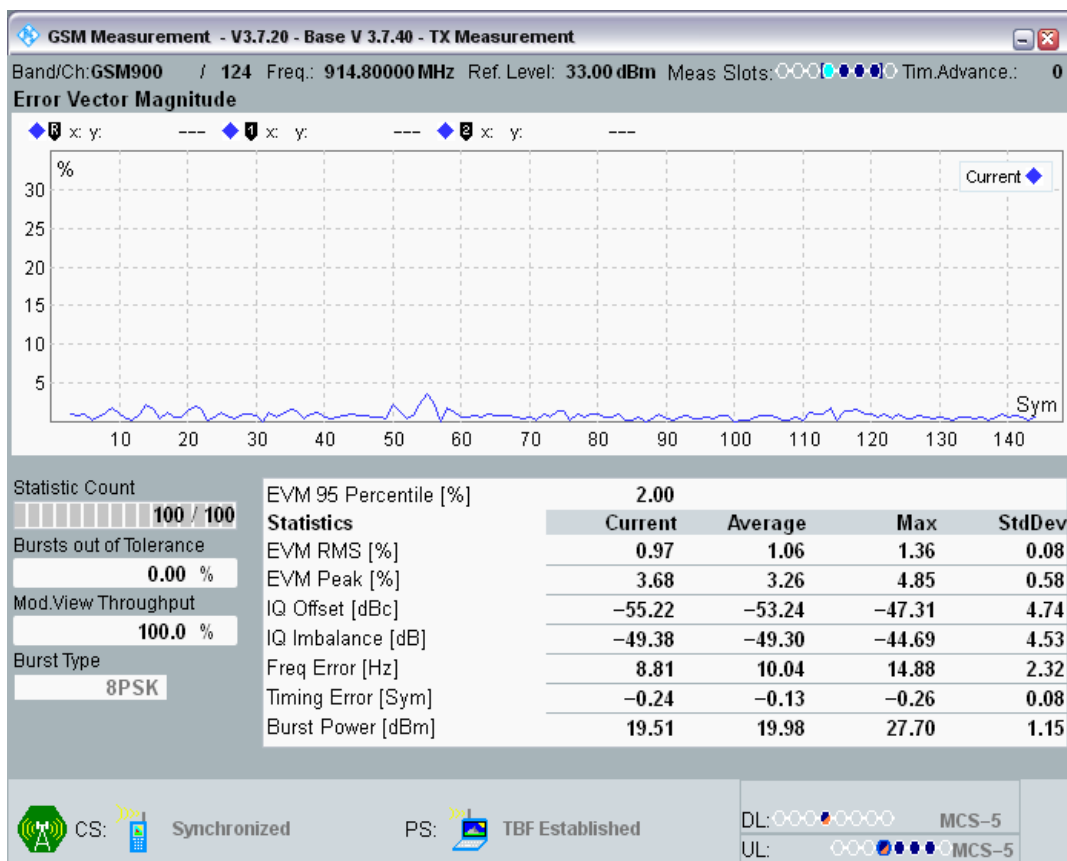 GSM Measurement - V3.7.20 - Base V 3.7.40 - TX Measurement
Band/Ch:GSM900 / 124 Freq.: 914.80000 MHz Ref. Level: 33.00 dBm Meas Slots: Tim.Advance.: 0
Error Vector Magnitude
R x: y: --- 1 x: y: --- 2 x: y: ---
%
Current
30
25
20
15
10
5
Sym
10 20 30 40 50 60 70 80 90 100 110 120 130 140
Statistic Count
100 / 100
Bursts out of Tolerance
0.00 %
Mod.View Throughput
100.0 %
Burst Type
8PSK
EVM 95 Percentile [%] 2.00
Statistics Current Average Max StdDev
EVM RMS [%] 0.97 1.06 1.36 0.08
EVM Peak [%] 3.68 3.26 4.85 0.58
IQ Offset [dBc] −55.22 −53.24 −47.31 4.74
IQ Imbalance [dB] −49.38 −49.30 −44.69 4.53
Freq Error [Hz] 8.81 10.04 14.88 2.32
Timing Error [Sym] −0.24 −0.13 −0.26 0.08
Burst Power [dBm] 19.51 19.98 27.70 1.15
CS: Synchronized PS: TBF Established
DL: MCS−5
UL: MCS−5